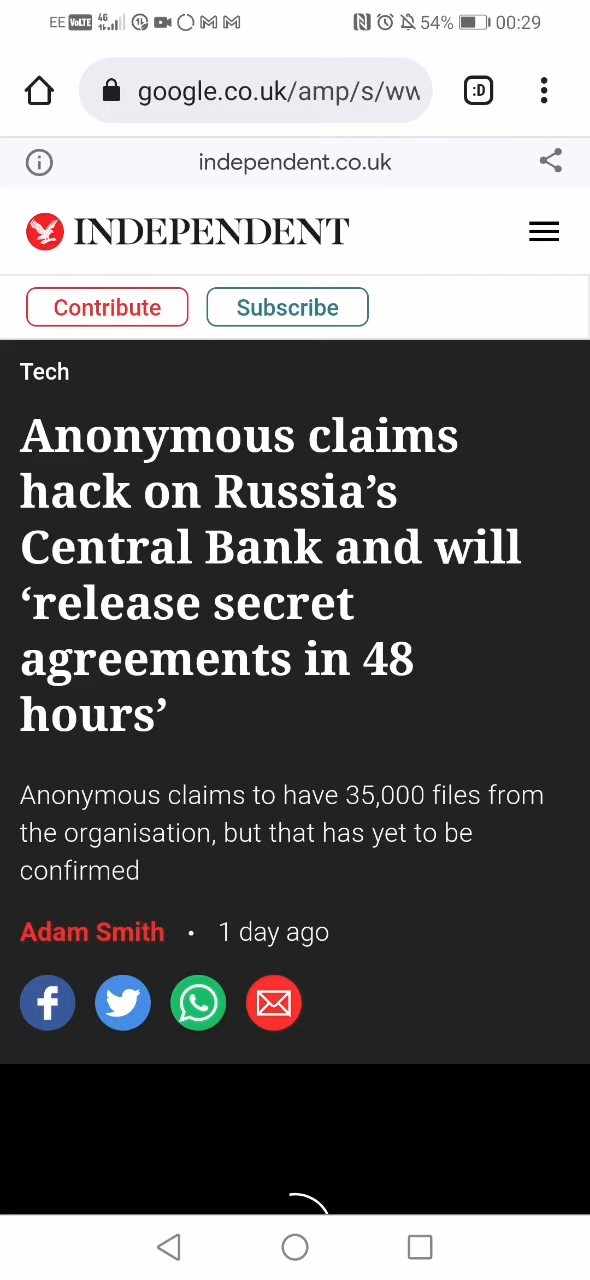 EE VoLTE 4G 54% 00:29
google.co.uk/amp/s/ww :D
independent.co.uk
INDEPENDENT
Contribute Subscribe
Tech
Anonymous claims
hack on Russia’s
Central Bank and will
‘release secret
agreements in 48
hours’
Anonymous claims to have 35,000 files from
the organisation, but that has yet to be
confirmed
Adam Smith • 1 day ago